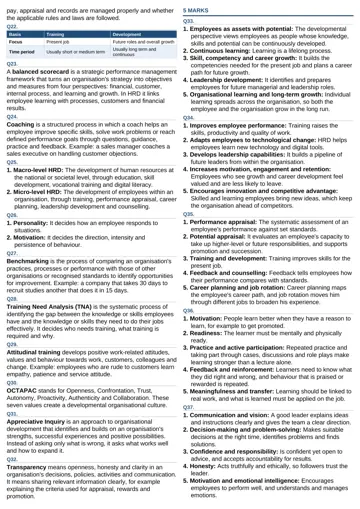 pay, appraisal and records are managed properly and whether
the applicable rules and laws are followed.
Q22.
Basis Training Development
Focus Present job Future roles and overall growth
Time period Usually short or medium term Usually long term and
continuous
Q23.
A balanced scorecard is a strategic performance management
framework that turns an organisation's strategy into objectives
and measures from four perspectives: financial, customer,
internal process, and learning and growth. In HRD it links
employee learning with processes, customers and financial
results.
Q24.
Coaching is a structured process in which a coach helps an
employee improve specific skills, solve work problems or reach
defined performance goals through questions, guidance,
practice and feedback. Example: a sales manager coaches a
sales executive on handling customer objections.
Q25.
1. Macro-level HRD: The development of human resources at
the national or societal level, through education, skill
development, vocational training and digital literacy.
2. Micro-level HRD: The development of employees within an
organisation, through training, performance appraisal, career
planning, leadership development and counselling.
Q26.
1. Personality: It decides how an employee responds to
situations.
2. Motivation: It decides the direction, intensity and
persistence of behaviour.
Q27.
Benchmarking is the process of comparing an organisation's
practices, processes or performance with those of other
organisations or recognised standards to identify opportunities
for improvement. Example: a company that takes 30 days to
recruit studies another that does it in 15 days.
Q28.
Training Need Analysis (TNA) is the systematic process of
identifying the gap between the knowledge or skills employees
have and the knowledge or skills they need to do their jobs
effectively. It decides who needs training, what training is
required and why.
Q29.
Attitudinal training develops positive work-related attitudes,
values and behaviour towards work, customers, colleagues and
change. Example: employees who are rude to customers learn
empathy, patience and service attitude.
Q30.
OCTAPAC stands for Openness, Confrontation, Trust,
Autonomy, Proactivity, Authenticity and Collaboration. These
seven values create a developmental organisational culture.
Q31.
Appreciative Inquiry is an approach to organisational
development that identifies and builds on an organisation's
strengths, successful experiences and positive possibilities.
Instead of asking only what is wrong, it asks what works well
and how to expand it.
Q32.
Transparency means openness, honesty and clarity in an
organisation's decisions, policies, activities and communication.
It means sharing relevant information clearly, for example
explaining the criteria used for appraisal, rewards and
promotion.
5 MARKS
Q33.
1. Employees as assets with potential: The developmental
perspective views employees as people whose knowledge,
skills and potential can be continuously developed.
2. Continuous learning: Learning is a lifelong process.
3. Skill, competency and career growth: It builds the
competencies needed for the present job and plans a career
path for future growth.
4. Leadership development: It identifies and prepares
employees for future managerial and leadership roles.
5. Organisational learning and long-term growth: Individual
learning spreads across the organisation, so both the
employee and the organisation grow in the long run.
Q34.
1. Improves employee performance: Training raises the
skills, productivity and quality of work.
2. Adapts employees to technological change: HRD helps
employees learn new technology and digital tools.
3. Develops leadership capabilities: It builds a pipeline of
future leaders from within the organisation.
4. Increases motivation, engagement and retention:
Employees who see growth and career development feel
valued and are less likely to leave.
5. Encourages innovation and competitive advantage:
Skilled and learning employees bring new ideas, which keep
the organisation ahead of competitors.
Q35.
1. Performance appraisal: The systematic assessment of an
employee's performance against set standards.
2. Potential appraisal: It evaluates an employee's capacity to
take up higher-level or future responsibilities, and supports
promotion and succession.
3. Training and development: Training improves skills for the
present job.
4. Feedback and counselling: Feedback tells employees how
their performance compares with standards.
5. Career planning and job rotation: Career planning maps
the employee's career path, and job rotation moves him
through different jobs to broaden his experience.
Q36.
1. Motivation: People learn better when they have a reason to
learn, for example to get promoted.
2. Readiness: The learner must be mentally and physically
ready.
3. Practice and active participation: Repeated practice and
taking part through cases, discussions and role plays make
learning stronger than a lecture alone.
4. Feedback and reinforcement: Learners need to know what
they did right and wrong, and behaviour that is praised or
rewarded is repeated.
5. Meaningfulness and transfer: Learning should be linked to
real work, and what is learned must be applied on the job.
Q37.
1. Communication and vision: A good leader explains ideas
and instructions clearly and gives the team a clear direction.
2. Decision-making and problem-solving: Makes suitable
decisions at the right time, identifies problems and finds
solutions.
3. Confidence and responsibility: Is confident yet open to
advice, and accepts accountability for results.
4. Honesty: Acts truthfully and ethically, so followers trust the
leader.
5. Motivation and emotional intelligence: Encourages
employees to perform well, and understands and manages
emotions.